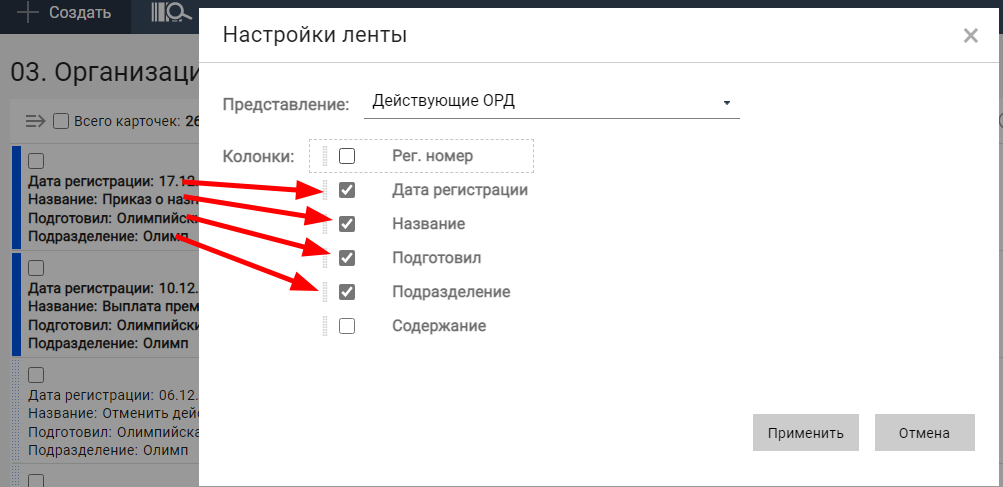 Создать
Настройки ленты
03. Организаци
Представление: Действующие ОРД
Всего карточек: 26
Колонки:
Рег. номер
Дата регистрации
Название
Подготовил
Подразделение
Содержание
Дата регистрации: 17.12.
Название: Приказ о назн
Подготовил: Олимпийски
Подразделение: Олимп
Дата регистрации: 10.12.
Название: Выплата прем
Подготовил: Олимпийски
Подразделение: Олимп
Дата регистрации: 06.12.
Название: Отменить дей
Подготовил: Олимпийска
Подразделение: Олимп
Применить
Отмена